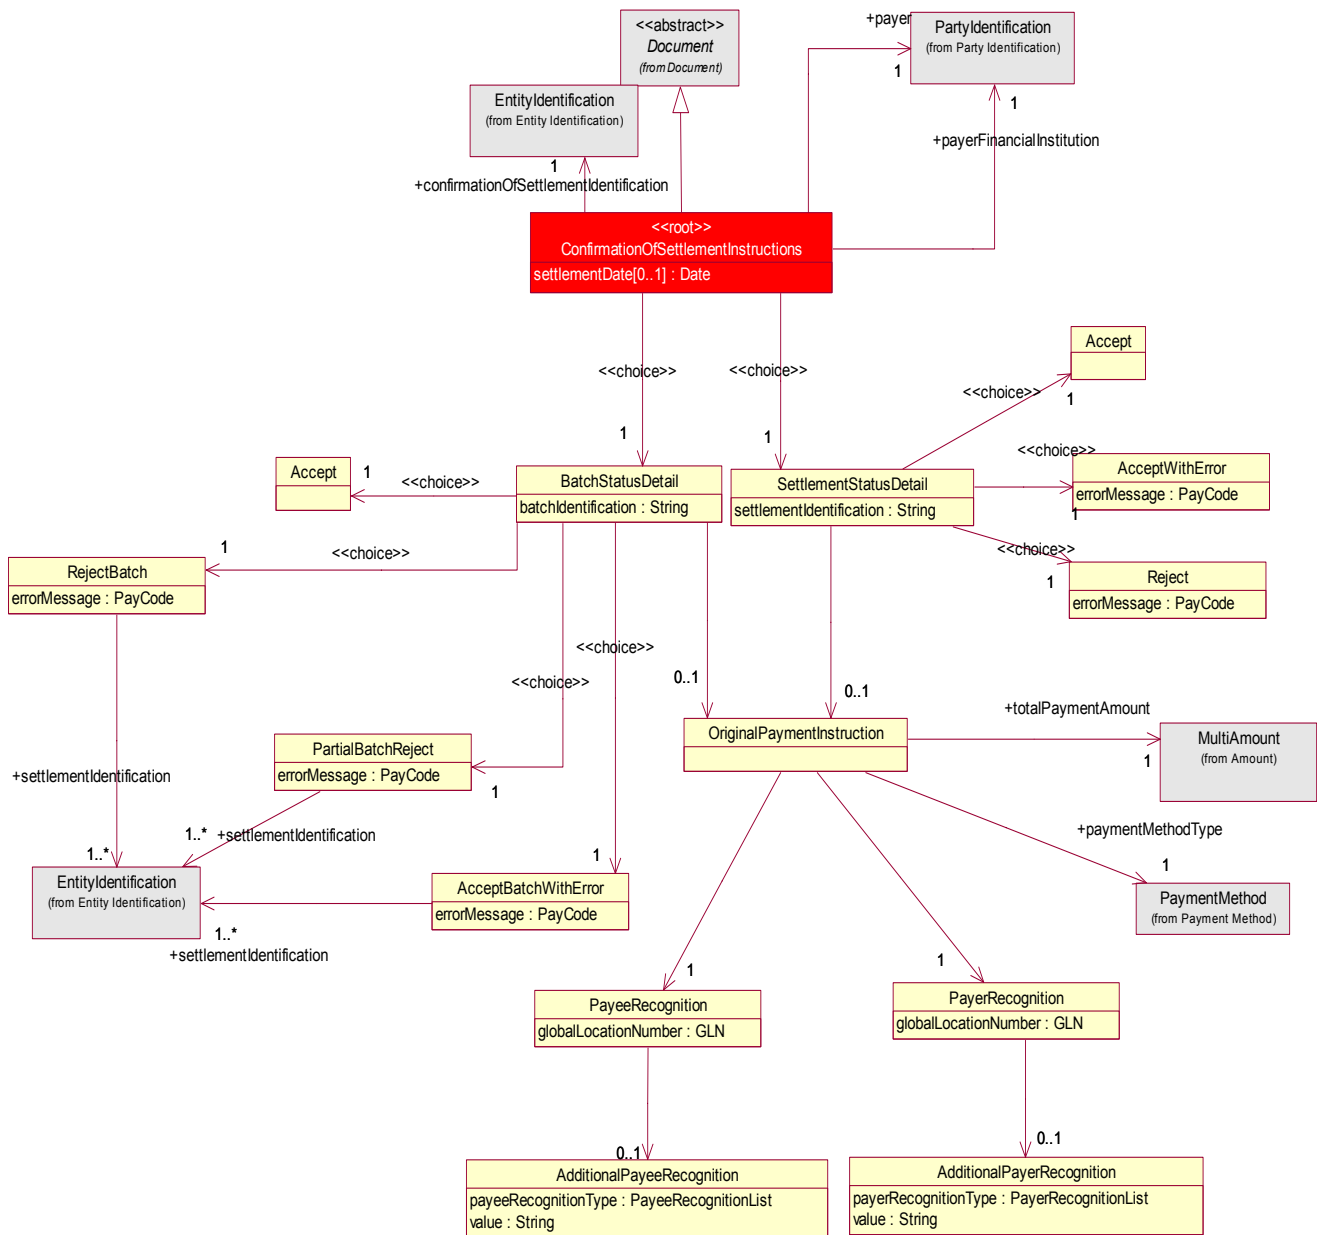 <<abstract>>
Document
(from Document)
+payer
1
PartyIdentification
(from Party Identification)
EntityIdentification
(from Entity Identification)
1
1
+payerFinancialInstitution
+confirmationOfSettlementIdentification
<<root>>
ConfirmationOfSettlementInstructions
settlementDate[0..1] : Date
<<choice>>
<<choice>>
1
1
Accept
<<choice>>
1
Accept
1
<<choice>>
BatchStatusDetail
batchIdentification : String
SettlementStatusDetail
settlementIdentification : String
<<choice>>
AcceptWithError
errorMessage : PayCode
1
<<choice>>
1
<<choice>>
1
Reject
errorMessage : PayCode
RejectBatch
errorMessage : PayCode
<<choice>>
<<choice>>
0..1
0..1
OriginalPaymentInstruction
+totalPaymentAmount
1
MultiAmount
(from Amount)
+settlementIdentification
PartialBatchReject
errorMessage : PayCode
1
1..*
+settlementIdentification
1..*
EntityIdentification
(from Entity Identification)
1
AcceptBatchWithError
errorMessage : PayCode
1..*
+settlementIdentification
+paymentMethodType
1
PaymentMethod
(from Payment Method)
1
1
PayeeRecognition
globalLocationNumber : GLN
PayerRecognition
globalLocationNumber : GLN
0..1
0..1
AdditionalPayeeRecognition
payeeRecognitionType : PayeeRecognitionList
value : String
AdditionalPayerRecognition
payerRecognitionType : PayerRecognitionList
value : String